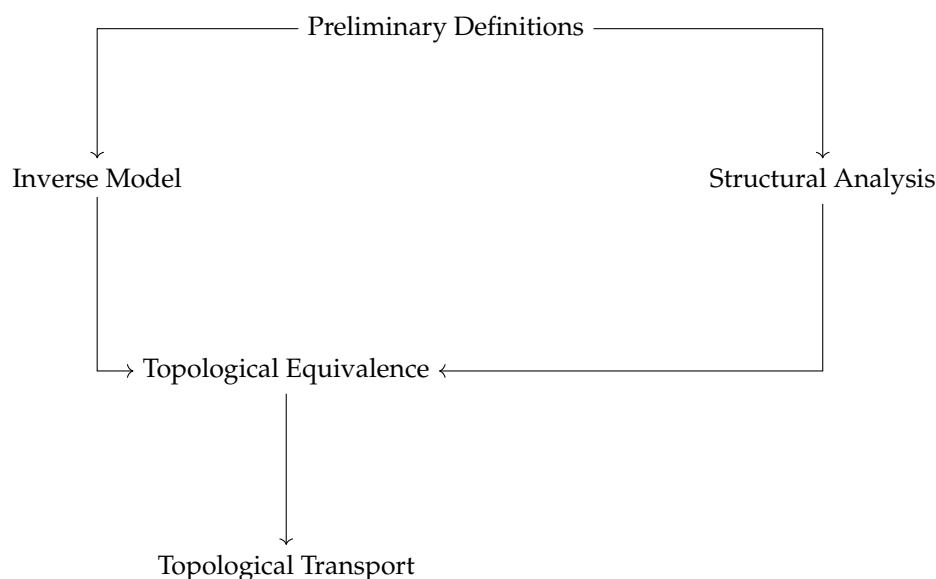 Preliminary Definitions
Inverse Model
Structural Analysis
Topological Equivalence
Topological Transport